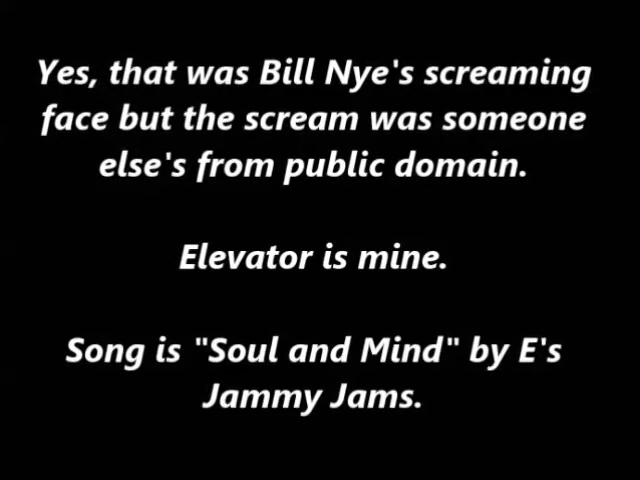 Yes, that was Bill Nye's screaming
face but the scream was someone
else's from public domain.
Elevator is mine.
Song is "Soul and Mind" by E's
Jammy Jams.